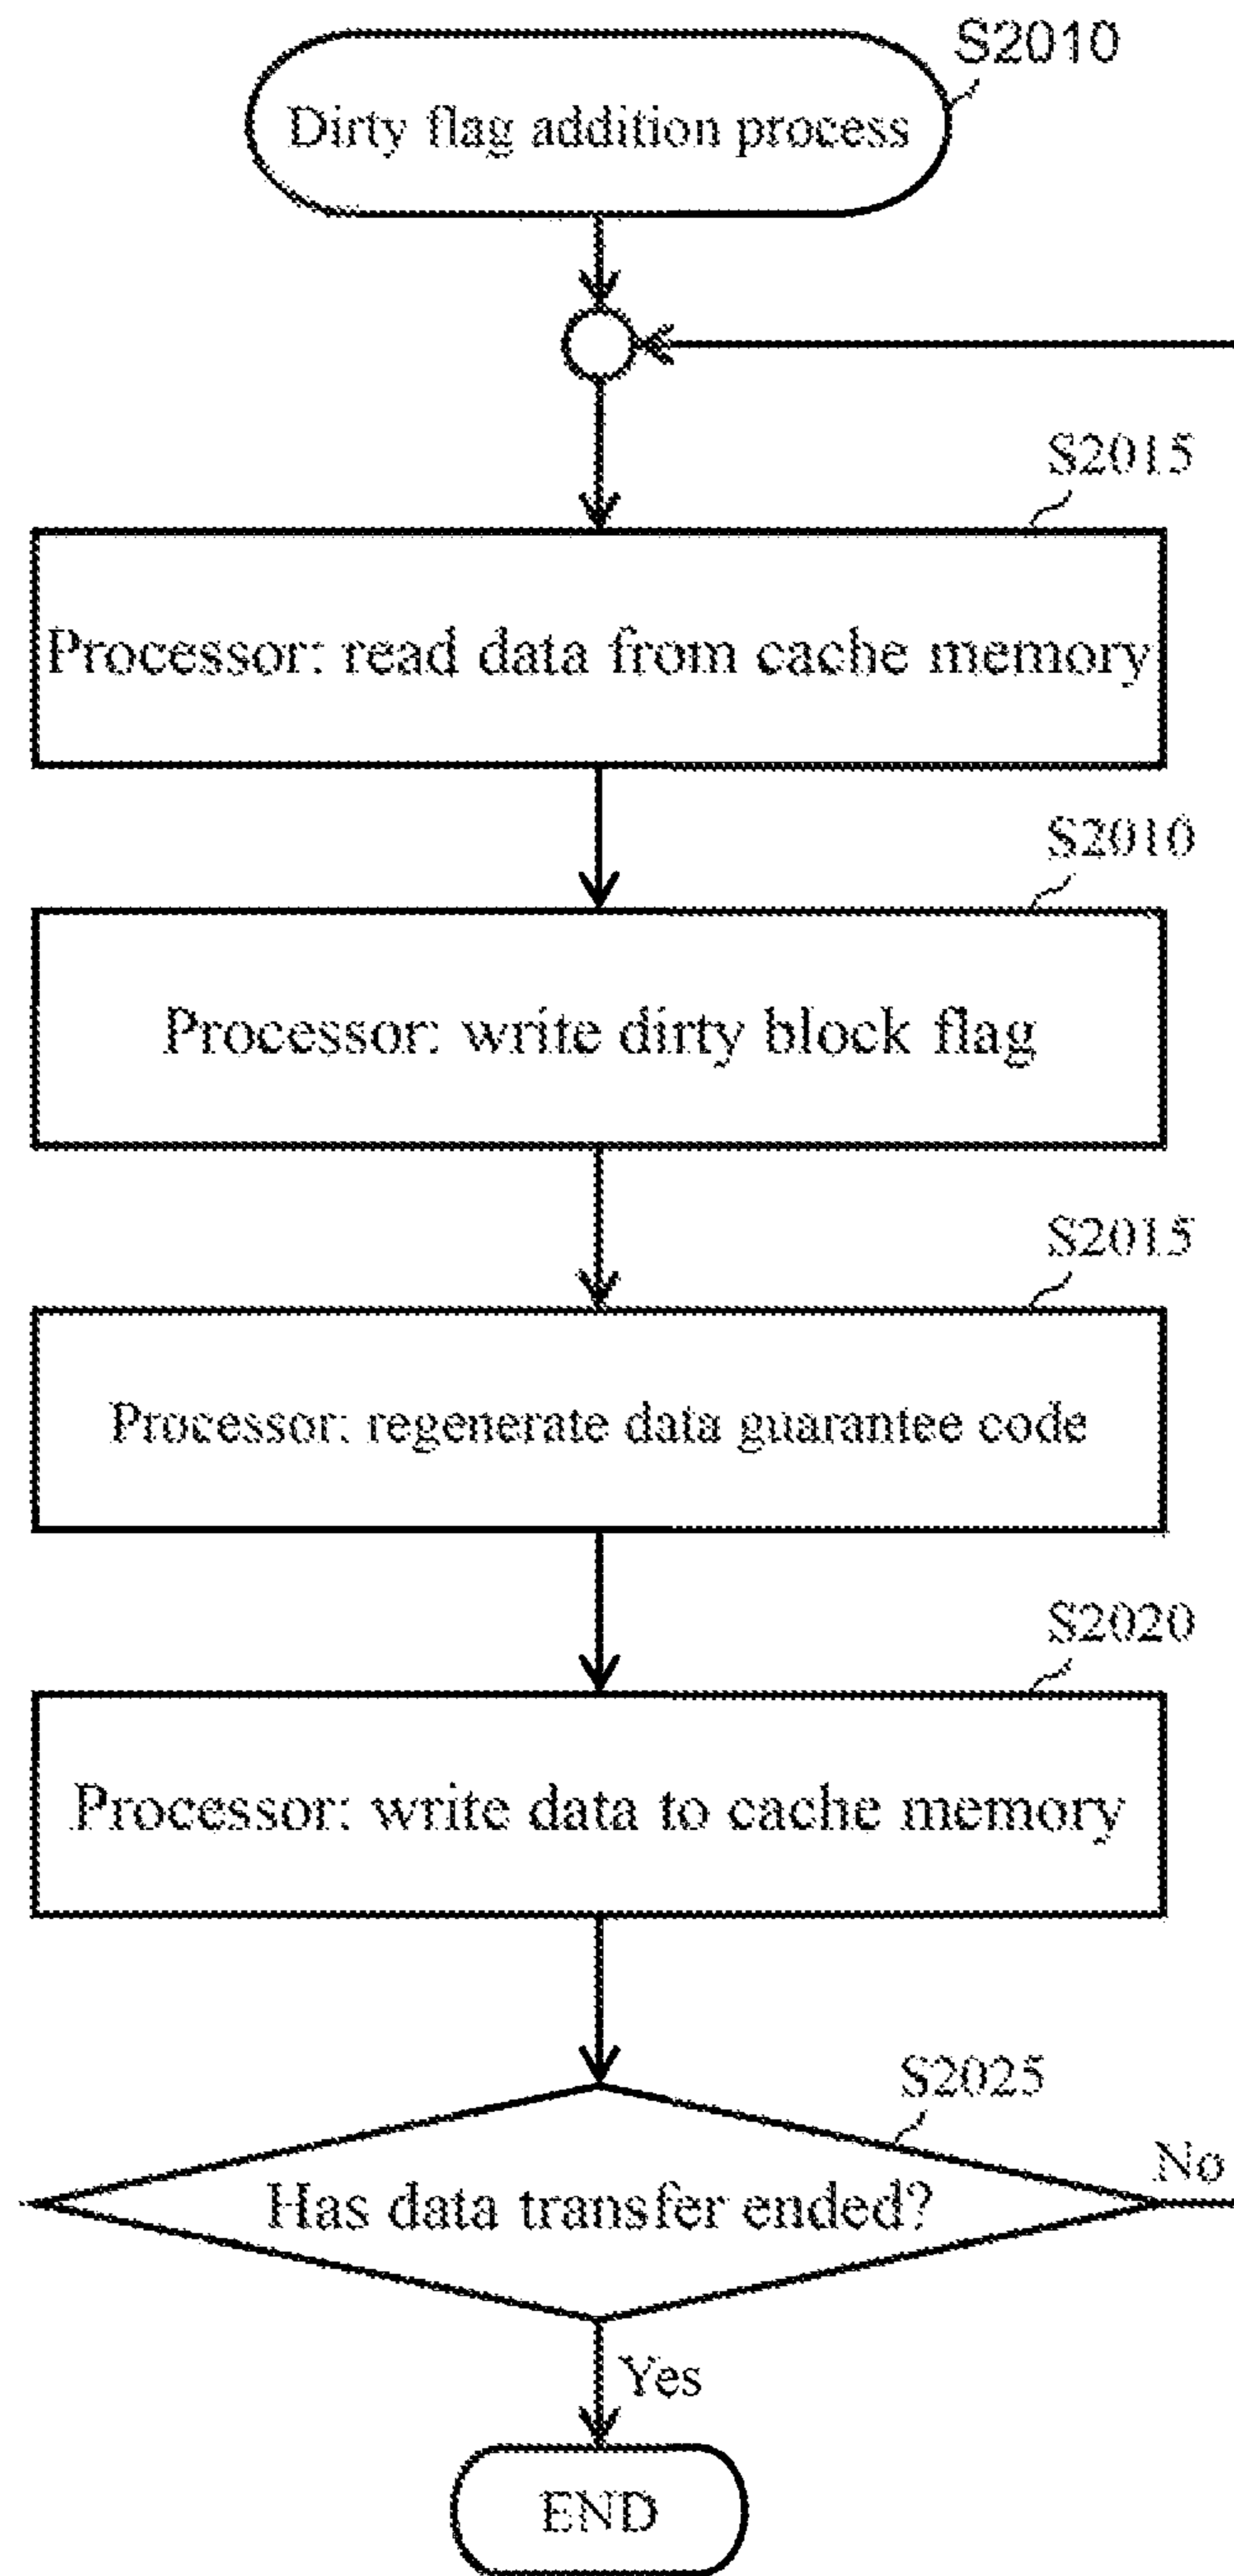 S2010
Dirty flag addition process
S2015
Processor: read data from cache memory
S2010
Processor: write dirty block flag
S2015
Processor: regenerate data guarantee code
S2020
Processor: write data to cache memory
S2025
Has data transfer ended?
No
Yes
END